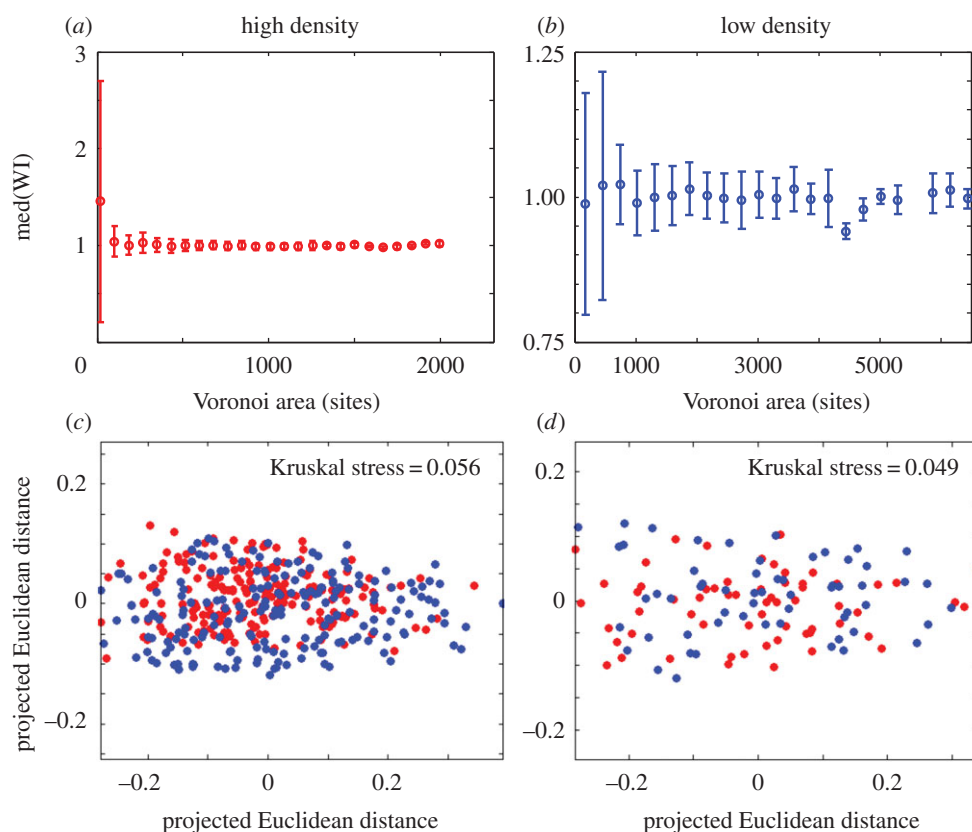 (a) high density
3
2
1
0
med(WI)
0 1000 2000
Voronoi area (sites)
(b) low density
1.25
1.00
0.75
0 1000 3000 5000
Voronoi area (sites)
(c)
Kruskal stress = 0.056
0.2
0
–0.2
projected Euclidean distance
–0.2 0 0.2
projected Euclidean distance
(d)
Kruskal stress = 0.049
0.2
0
–0.2
–0.2 0 0.2
projected Euclidean distance